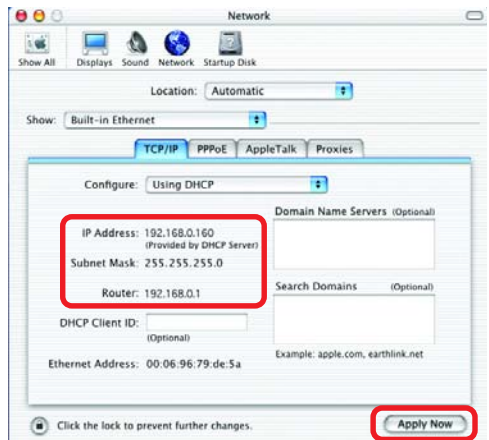 Network
Show All Displays Sound Network Startup Disk
Location: Automatic
Show: Built-in Ethernet
TCP/IP PPPoE AppleTalk Proxies
Configure: Using DHCP
Domain Name Servers (Optional)
IP Address: 192.168.0.160
(Provided by DHCP Server)
Subnet Mask: 255.255.255.0
Router: 192.168.0.1
Search Domains (Optional)
DHCP Client ID:
(Optional)
Example: apple.com, earthlink.net
Ethernet Address: 00:06:96:79:de:5a
Click the lock to prevent further changes.
Apply Now